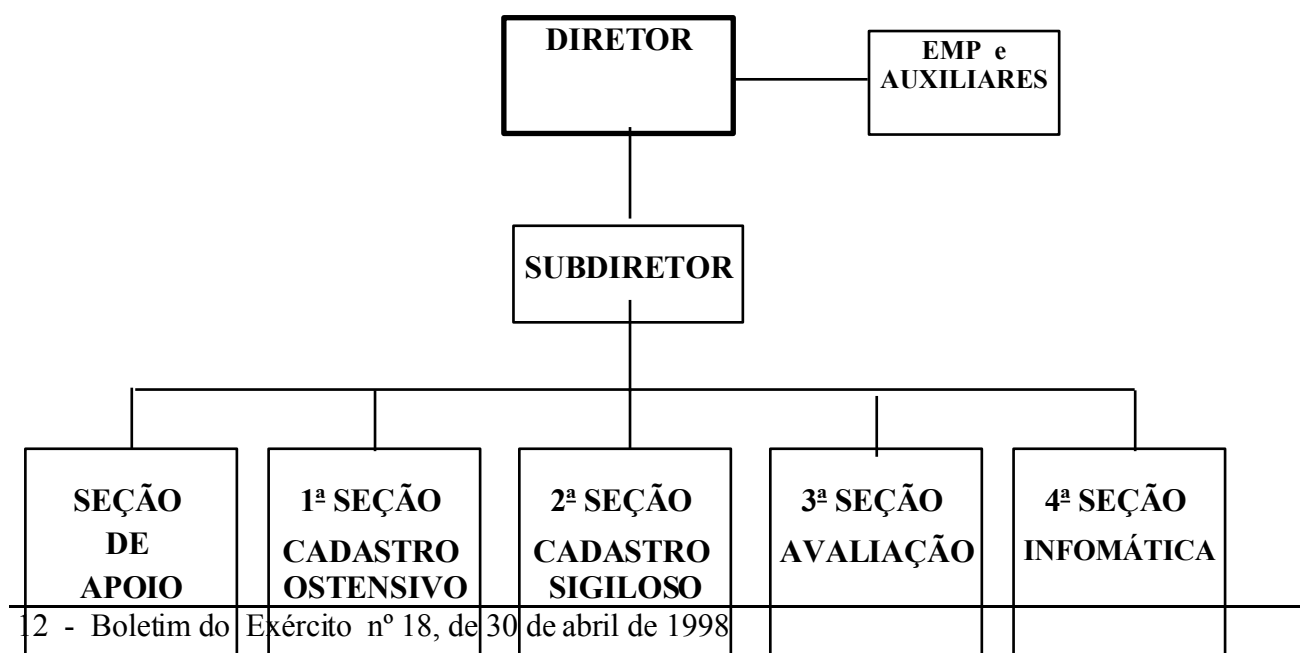 DIRETOR
EMP e
AUXILIARES
SUBDIRETOR
SEÇÃO
DE
APOIO
1ª SEÇÃO
CADASTRO
OSTENSIVO
2ª SEÇÃO
CADASTRO
SIGILOSO
3ª SEÇÃO
AVALIAÇÃO
4ª SEÇÃO
INFOMÁTICA
12 - Boletim do Exército nº 18, de 30 de abril de 1998